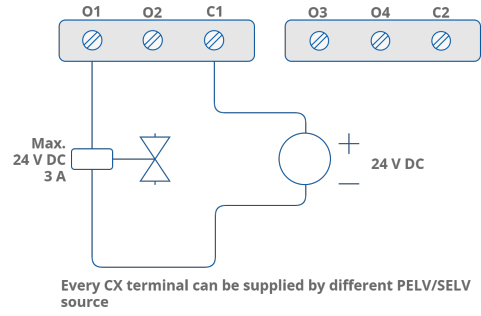 O1 O2 C1 O3 O4 C2
Max.
24 V DC
3 A
24 V DC
Every CX terminal can be supplied by different PELV/SELV
source